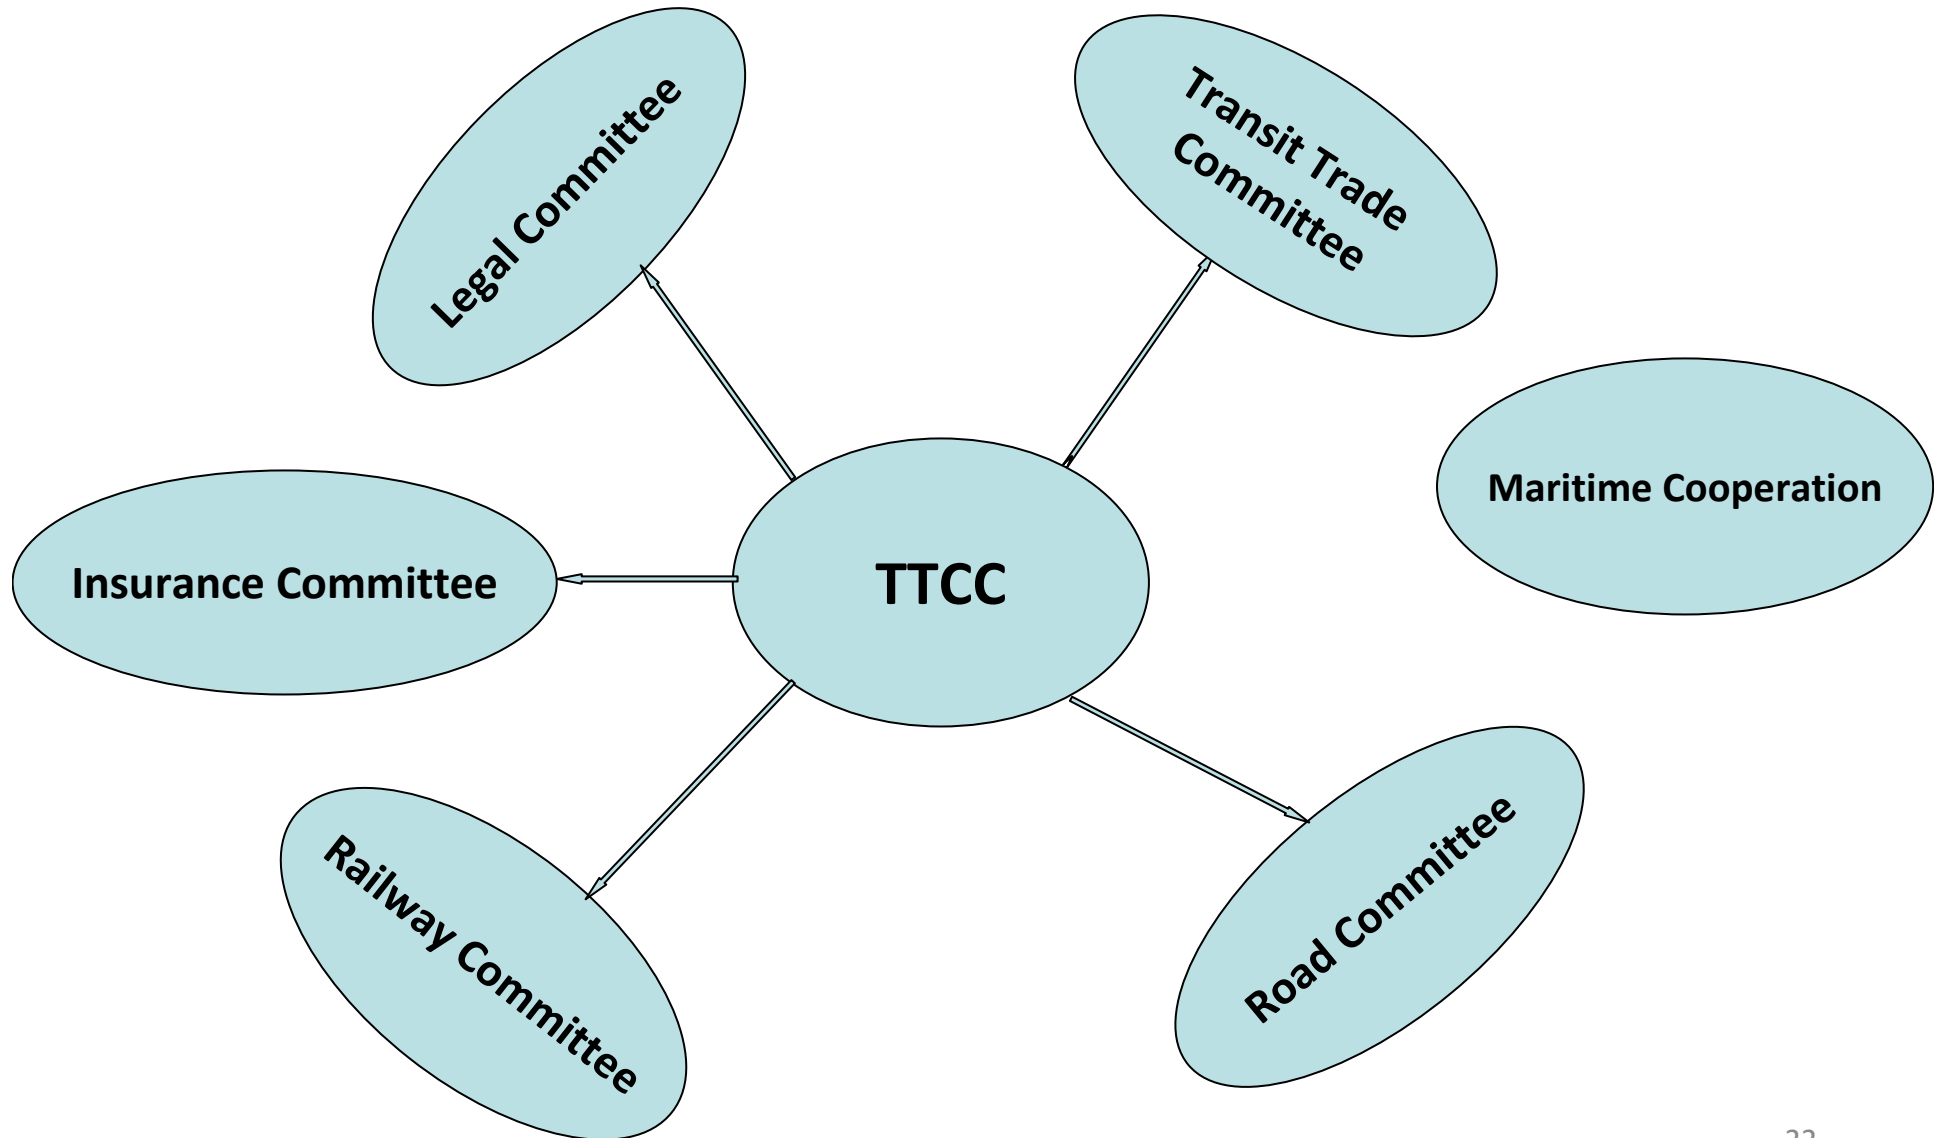 Legal Committee
Transit Trade
Committee
Maritime Cooperation
Insurance Committee
TTCC
Railway Committee
Road Committee